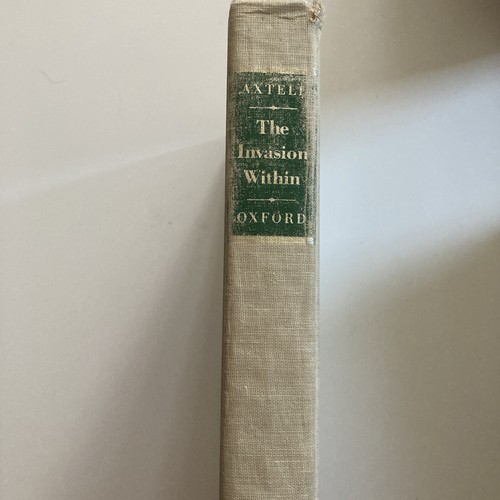 AXTELL
The
Invasion
Within
OXFORD